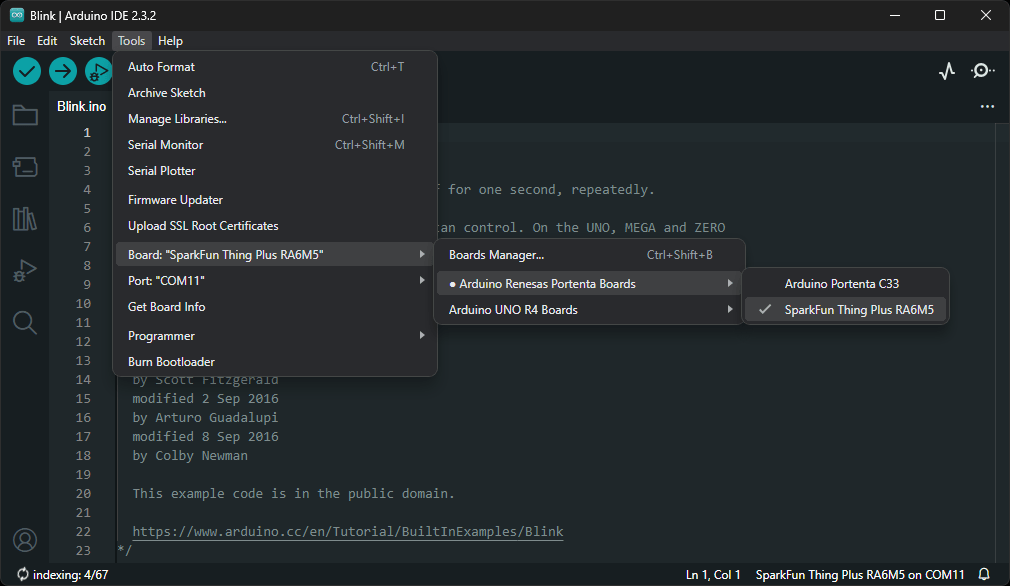 Blink | Arduino IDE 2.3.2
File Edit Sketch Tools Help
Auto Format Ctrl+T
Archive Sketch
Manage Libraries... Ctrl+Shift+I
Serial Monitor Ctrl+Shift+M
Serial Plotter
Firmware Updater
Upload SSL Root Certificates
Board: "SparkFun Thing Plus RA6M5"
Port: "COM11"
Get Board Info
Programmer
Burn Bootloader
Boards Manager... Ctrl+Shift+B
• Arduino Renesas Portenta Boards
Arduino UNO R4 Boards
Arduino Portenta C33
✓ SparkFun Thing Plus RA6M5
Blink.ino
1
2
3
4 for one second, repeatedly.
5
6 control. On the UNO, MEGA and ZERO
7
8
9
10
11
12
13
14 by Scott Fitzgerald
15 modified 2 Sep 2016
16 by Arturo Guadalupi
17 modified 8 Sep 2016
18 by Colby Newman
19
20 This example code is in the public domain.
21
22 https://www.arduino.cc/en/Tutorial/BuiltInExamples/Blink
23 */
indexing: 4/67 Ln 1, Col 1 SparkFun Thing Plus RA6M5 on COM11